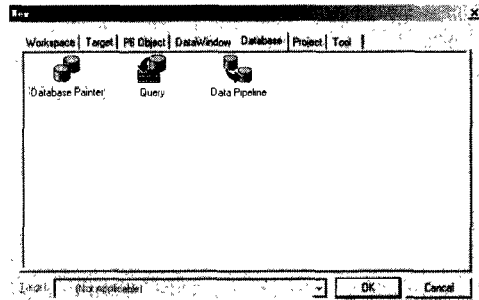 New
Workspace Target PB Object DataWindow Database Project Tool
Database Painter Query Data Pipeline
Target: (Not Applicable) OK Cancel